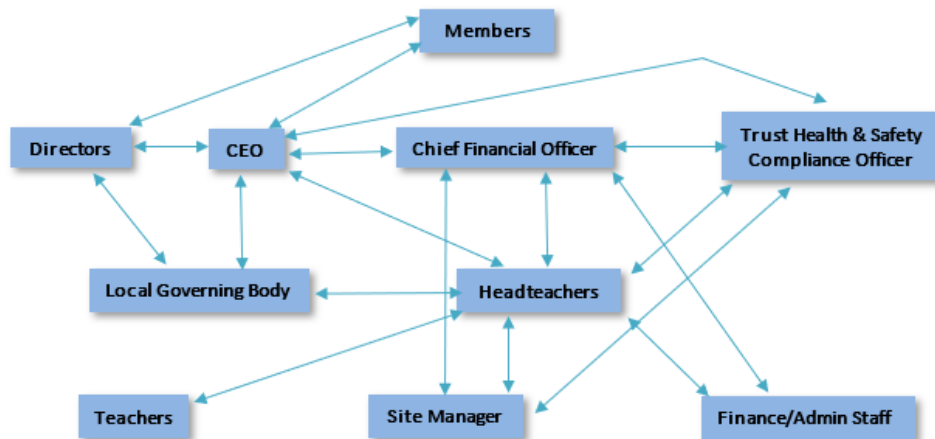 Members
Directors
CEO
Chief Financial Officer
Trust Health & Safety
Compliance Officer
Local Governing Body
Headteachers
Teachers
Site Manager
Finance/Admin Staff